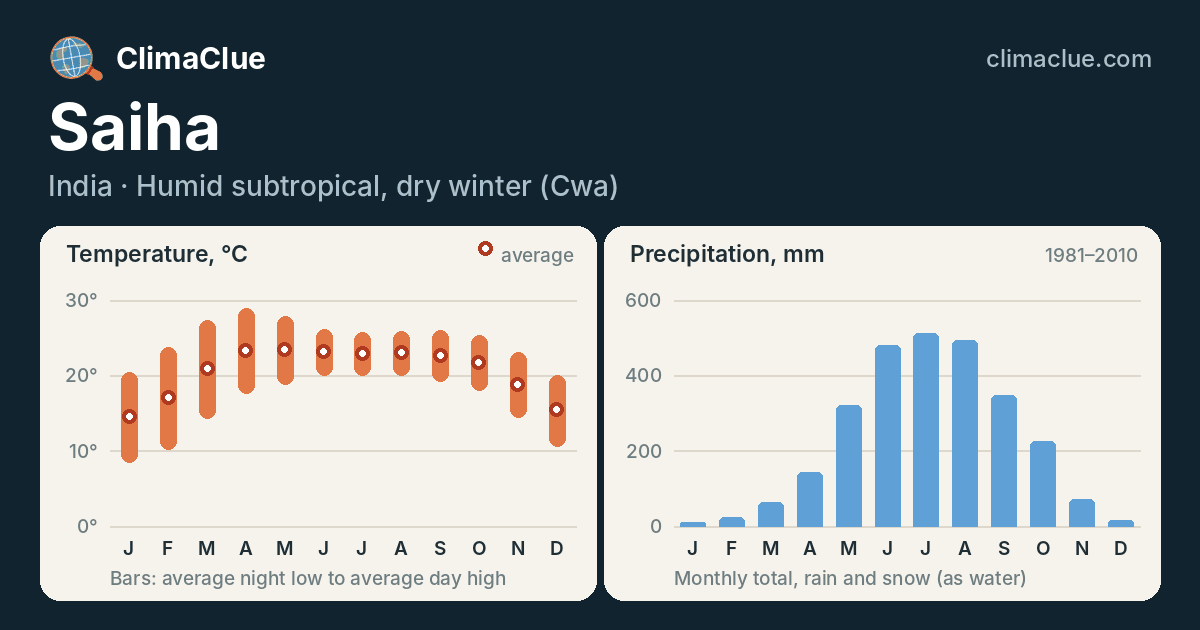 ClimaClue
climaclue.com
Saiha
India · Humid subtropical, dry winter (Cwa)
Temperature, °C
average
30°
20°
10°
0°
J F M A M J J A S O N D
Bars: average night low to average day high
Precipitation, mm
1981–2010
600
400
200
0
J F M A M J J A S O N D
Monthly total, rain and snow (as water)